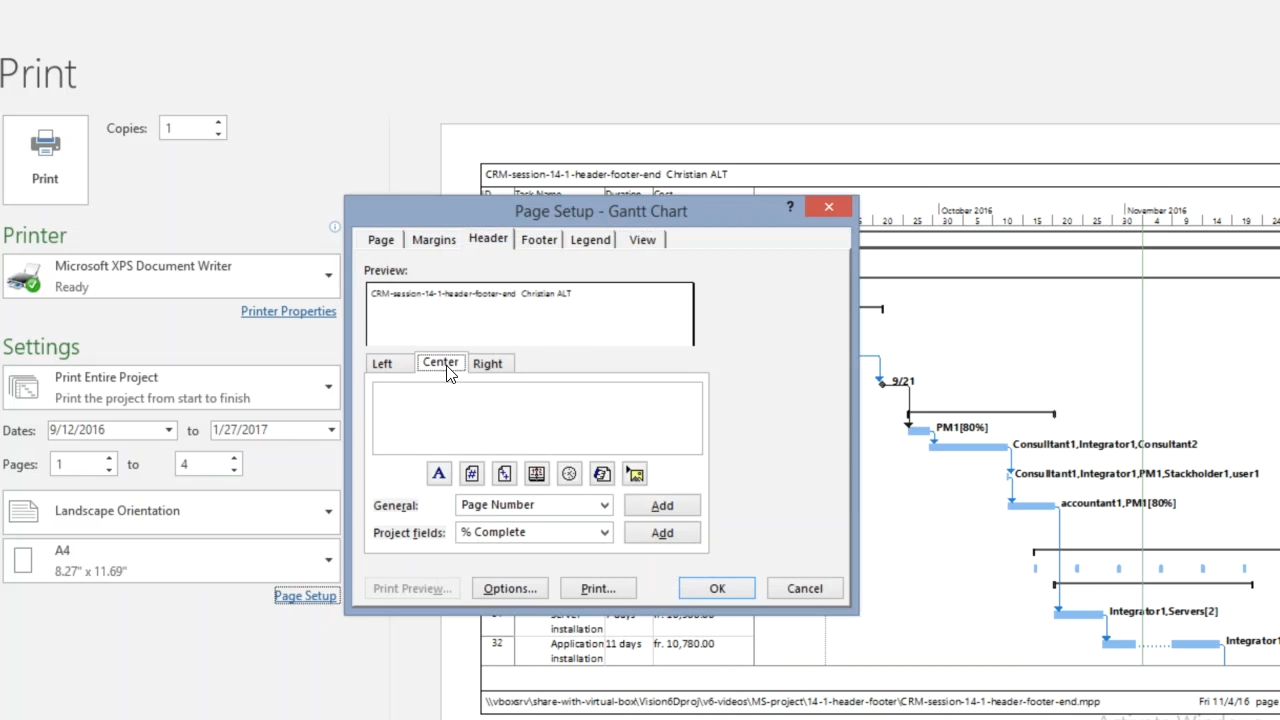 Print
Print
Copies: 1
Printer
Microsoft XPS Document Writer
Ready
Printer Properties
Settings
Print Entire Project
Print the project from start to finish
Dates: 9/12/2016 to 1/27/2017
Pages: 1 to 4
Landscape Orientation
A4
8.27" x 11.69"
Page Setup
CRM-session-14-1-header-footer-end Christian ALT
ID Task Name Duration Cost
October 2016 November 2016
20 25 30 5 10 15 20 25 30 4 9 14 19 24
Page Setup - Gantt Chart
?
Page Margins Header Footer Legend View
Preview:
CRM-session-14-1-header-footer-end Christian ALT
Left Center Right
A # +
General: Page Number Add
Project fields: % Complete Add
Print Preview... Options... Print... OK Cancel
9/21
PM1[80%]
Consulltant1,Integrator1,Consultant2
Consulltant1,Integrator1,PM1,Stackholder1,user1
accountant1,PM1[80%]
Integrator1,Servers[2]
Integrator1
installation
32 Application 11 days fr. 10,780.00
installation
\\vboxsrv\share-with-virtual-box\Vision6Dproj\v6-videos\MS-project\14-1-header-footer\CRM-session-14-1-header-footer-end.mpp
Fri 11/4/16 page